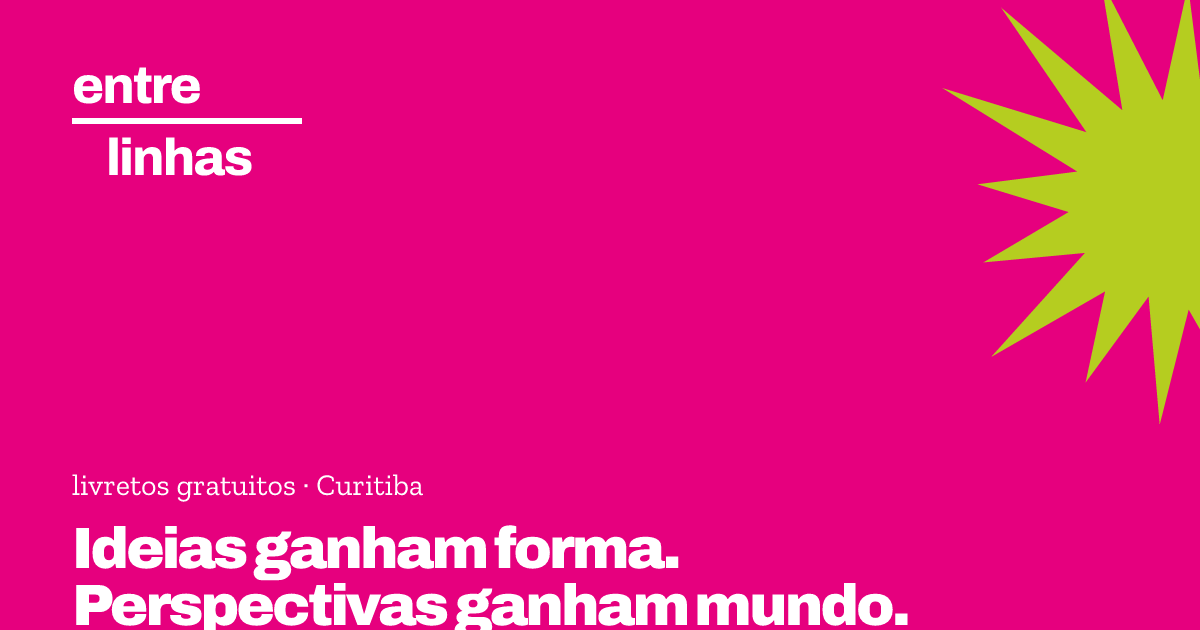 entre
linhas
livretos gratuitos · Curitiba
Ideias ganham forma.
Perspectivas ganham mundo.